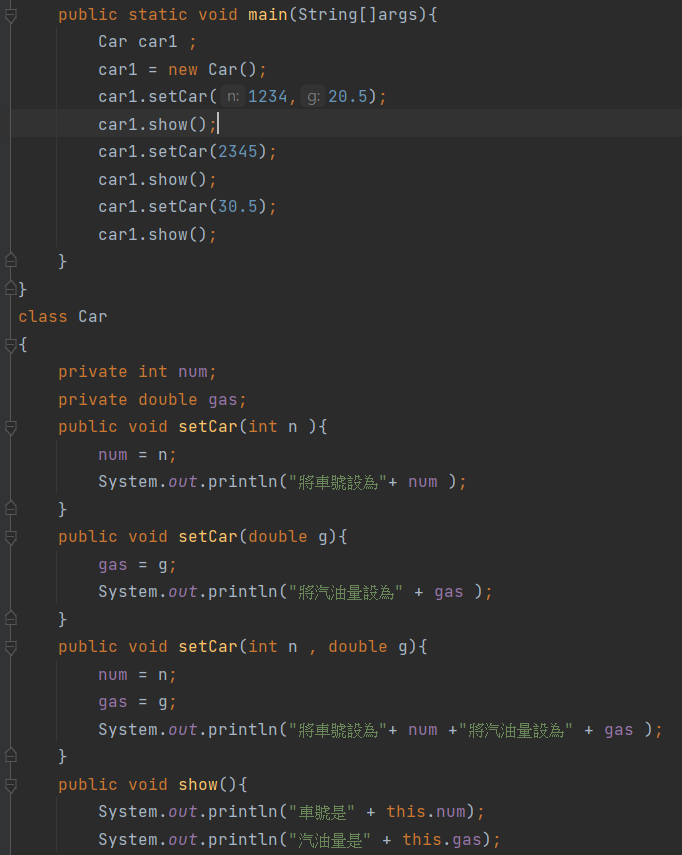 public static void main(String[]args){
Car car1 ;
car1 = new Car();
car1.setCar( n: 1234, g: 20.5);
car1.show();
car1.setCar(2345);
car1.show();
car1.setCar(30.5);
car1.show();
}
}
class Car
{
private int num;
private double gas;
public void setCar(int n ){
num = n;
System.out.println("將車號設為"+ num );
}
public void setCar(double g){
gas = g;
System.out.println("將汽油量設為" + gas );
}
public void setCar(int n , double g){
num = n;
gas = g;
System.out.println("將車號設為"+ num +"將汽油量設為" + gas );
}
public void show(){
System.out.println("車號是" + this.num);
System.out.println("汽油量是" + this.gas);